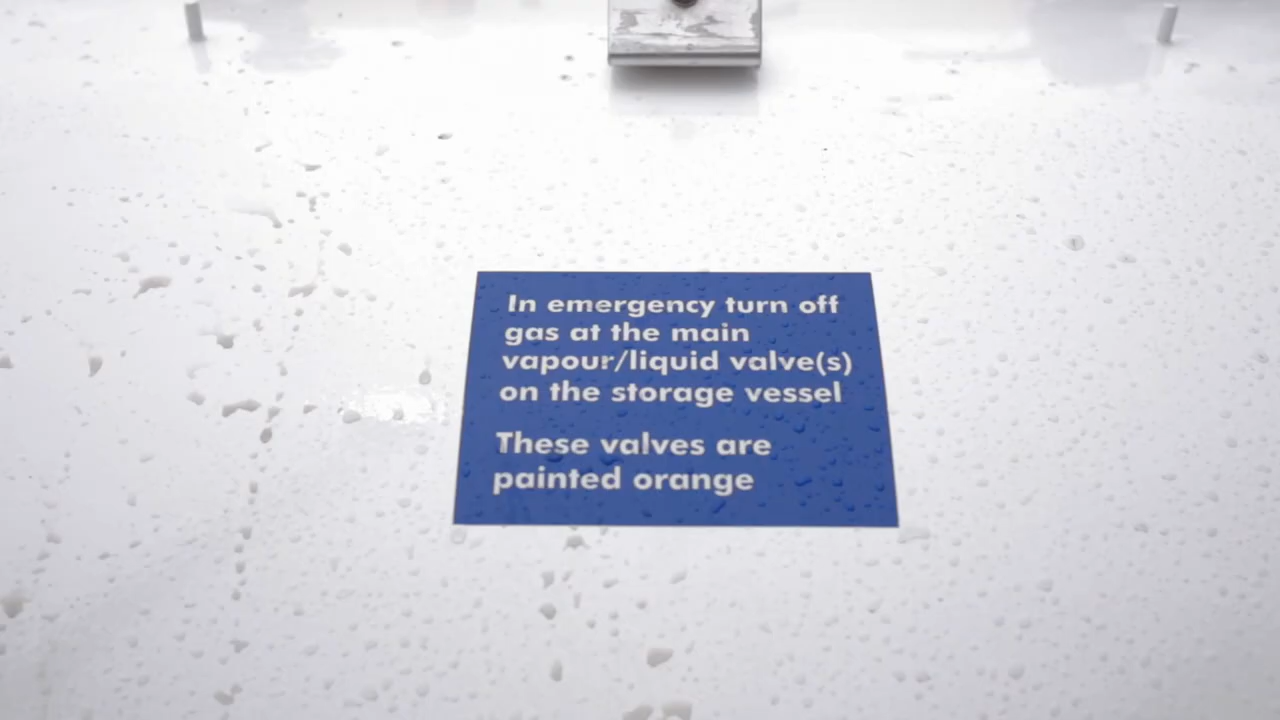 In emergency turn off
gas at the main
vapour/liquid valve(s)
on the storage vessel
These valves are
painted orange